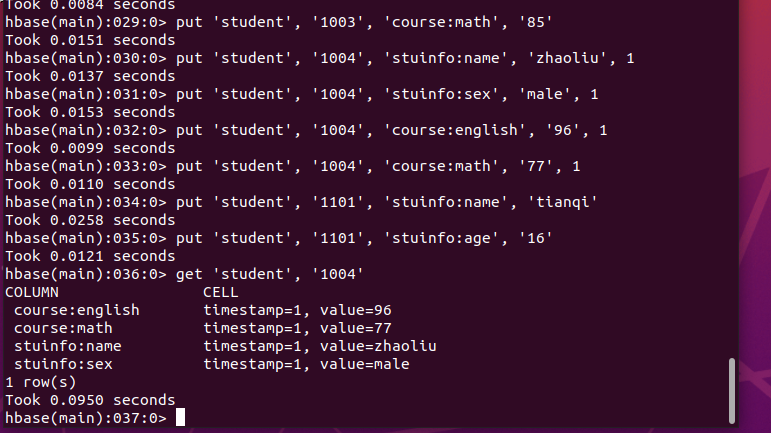 Took 0.0084 seconds
hbase(main):029:0> put 'student', '1003', 'course:math', '85'
Took 0.0151 seconds
hbase(main):030:0> put 'student', '1004', 'stuinfo:name', 'zhaoliu', 1
Took 0.0137 seconds
hbase(main):031:0> put 'student', '1004', 'stuinfo:sex', 'male', 1
Took 0.0153 seconds
hbase(main):032:0> put 'student', '1004', 'course:english', '96', 1
Took 0.0099 seconds
hbase(main):033:0> put 'student', '1004', 'course:math', '77', 1
Took 0.0110 seconds
hbase(main):034:0> put 'student', '1101', 'stuinfo:name', 'tianqi'
Took 0.0258 seconds
hbase(main):035:0> put 'student', '1101', 'stuinfo:age', '16'
Took 0.0121 seconds
hbase(main):036:0> get 'student', '1004'
COLUMN CELL
course:english timestamp=1, value=96
course:math timestamp=1, value=77
stuinfo:name timestamp=1, value=zhaoliu
stuinfo:sex timestamp=1, value=male
1 row(s)
Took 0.0950 seconds
hbase(main):037:0>